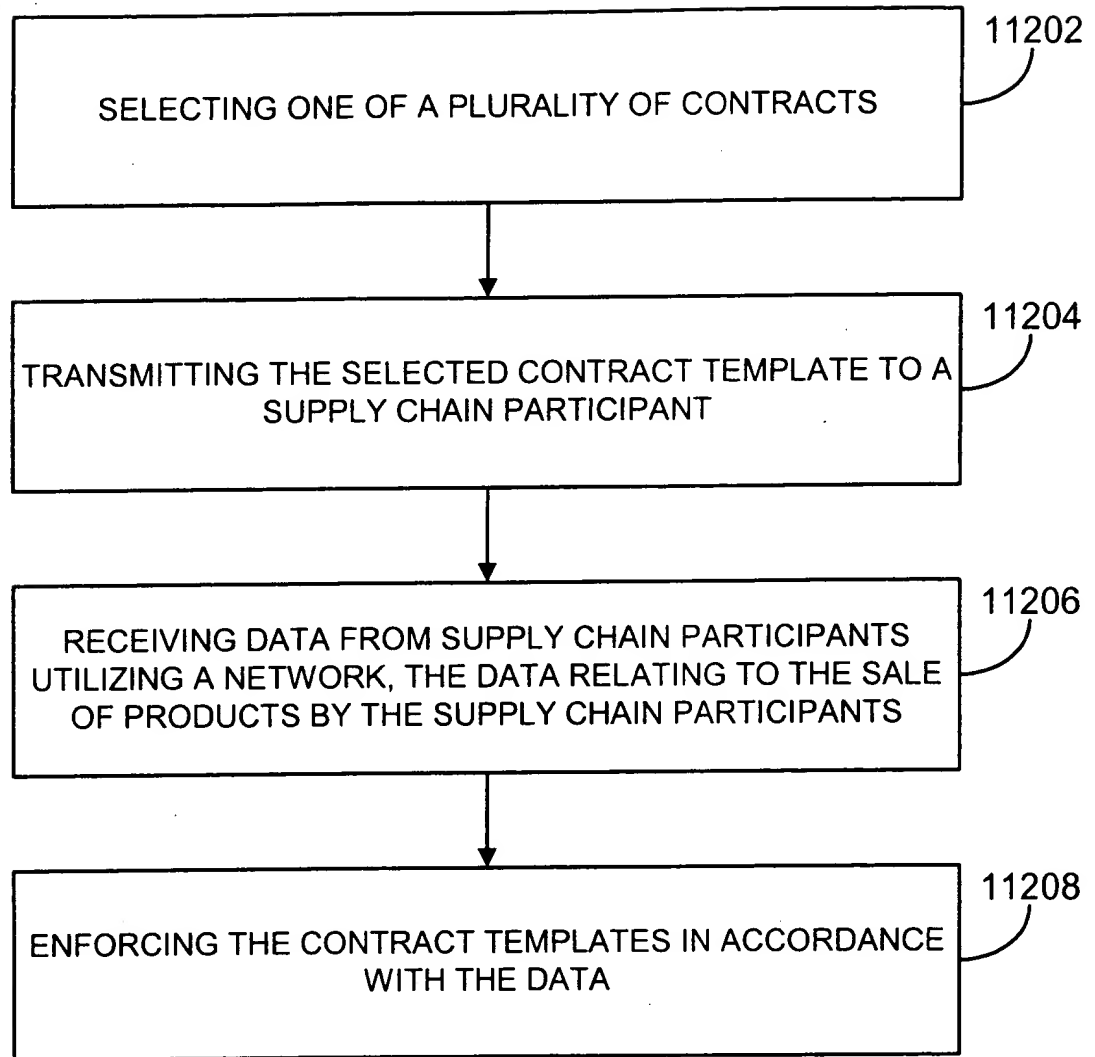 11202
SELECTING ONE OF A PLURALITY OF CONTRACTS
11204
TRANSMITTING THE SELECTED CONTRACT TEMPLATE TO A
SUPPLY CHAIN PARTICIPANT
11206
RECEIVING DATA FROM SUPPLY CHAIN PARTICIPANTS
UTILIZING A NETWORK, THE DATA RELATING TO THE SALE
OF PRODUCTS BY THE SUPPLY CHAIN PARTICIPANTS
11208
ENFORCING THE CONTRACT TEMPLATES IN ACCORDANCE
WITH THE DATA